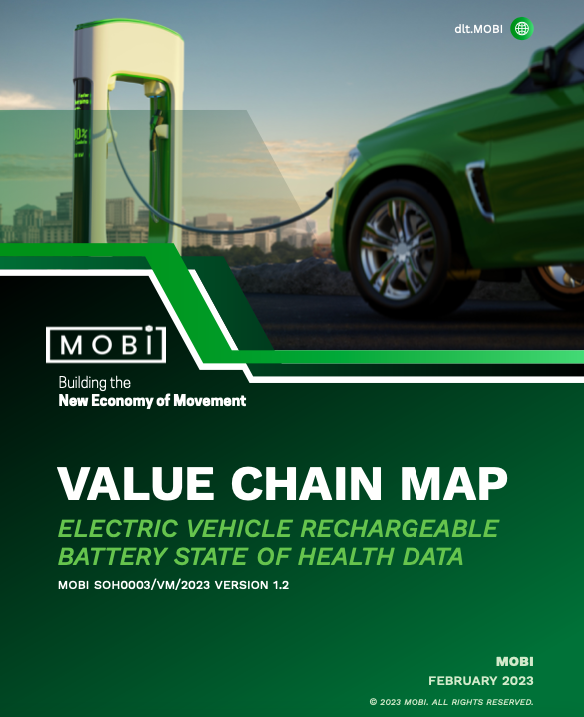 dlt.MOBI
MOBI
Building the
New Economy of Movement
VALUE CHAIN MAP
ELECTRIC VEHICLE RECHARGEABLE
BATTERY STATE OF HEALTH DATA
MOBI SOH0003/VM/2023 VERSION 1.2
MOBI
FEBRUARY 2023
© 2023 MOBI. ALL RIGHTS RESERVED.